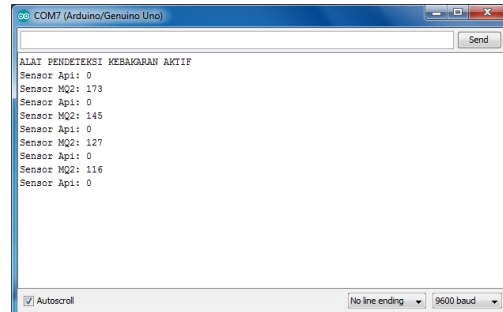 COM7 (Arduino/Genuino Uno)
Send
ALAT PENDETEKSI KEBAKARAN AKTIF
Sensor Api: 0
Sensor MQ2: 173
Sensor Api: 0
Sensor MQ2: 145
Sensor Api: 0
Sensor MQ2: 127
Sensor Api: 0
Sensor MQ2: 116
Sensor Api: 0
Autoscroll
No line ending
9600 baud